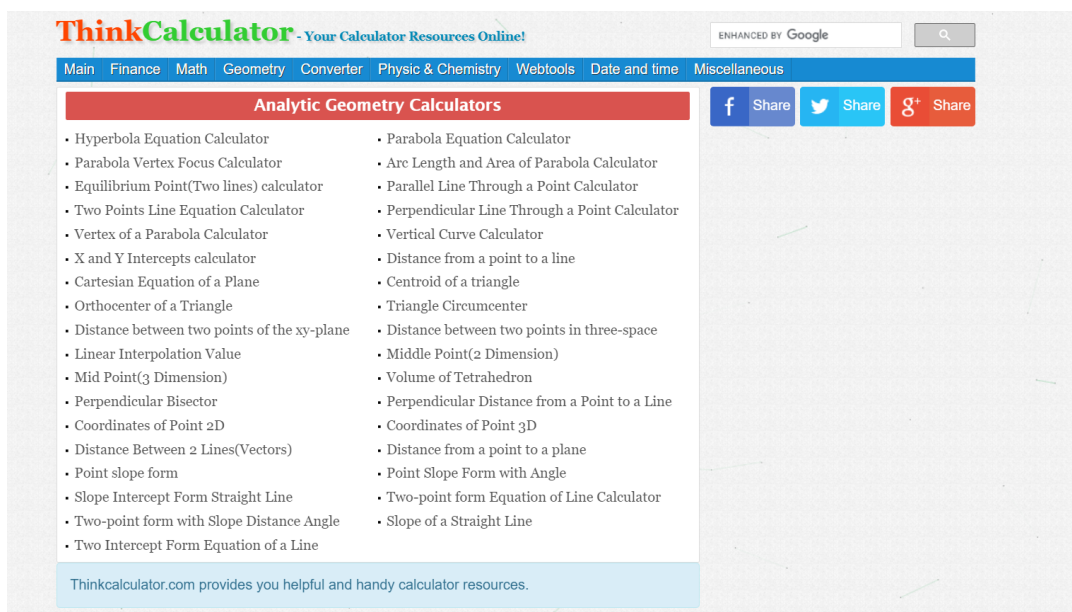 ThinkCalculator - Your Calculator Resources Online!
ENHANCED BY Google
Main Finance Math Geometry Converter Physic & Chemistry Webtools Date and time Miscellaneous
Analytic Geometry Calculators
f Share
Share
g+ Share
Hyperbola Equation Calculator
Parabola Equation Calculator
Parabola Vertex Focus Calculator
Arc Length and Area of Parabola Calculator
Equilibrium Point(Two lines) calculator
Parallel Line Through a Point Calculator
Two Points Line Equation Calculator
Perpendicular Line Through a Point Calculator
Vertex of a Parabola Calculator
Vertical Curve Calculator
X and Y Intercepts calculator
Distance from a point to a line
Cartesian Equation of a Plane
Centroid of a triangle
Orthocenter of a Triangle
Triangle Circumcenter
Distance between two points of the xy-plane
Distance between two points in three-space
Linear Interpolation Value
Middle Point(2 Dimension)
Mid Point(3 Dimension)
Volume of Tetrahedron
Perpendicular Bisector
Perpendicular Distance from a Point to a Line
Coordinates of Point 2D
Coordinates of Point 3D
Distance Between 2 Lines(Vectors)
Distance from a point to a plane
Point slope form
Point Slope Form with Angle
Slope Intercept Form Straight Line
Two-point form Equation of Line Calculator
Two-point form with Slope Distance Angle
Slope of a Straight Line
Two Intercept Form Equation of a Line
Thinkcalculator.com provides you helpful and handy calculator resources.